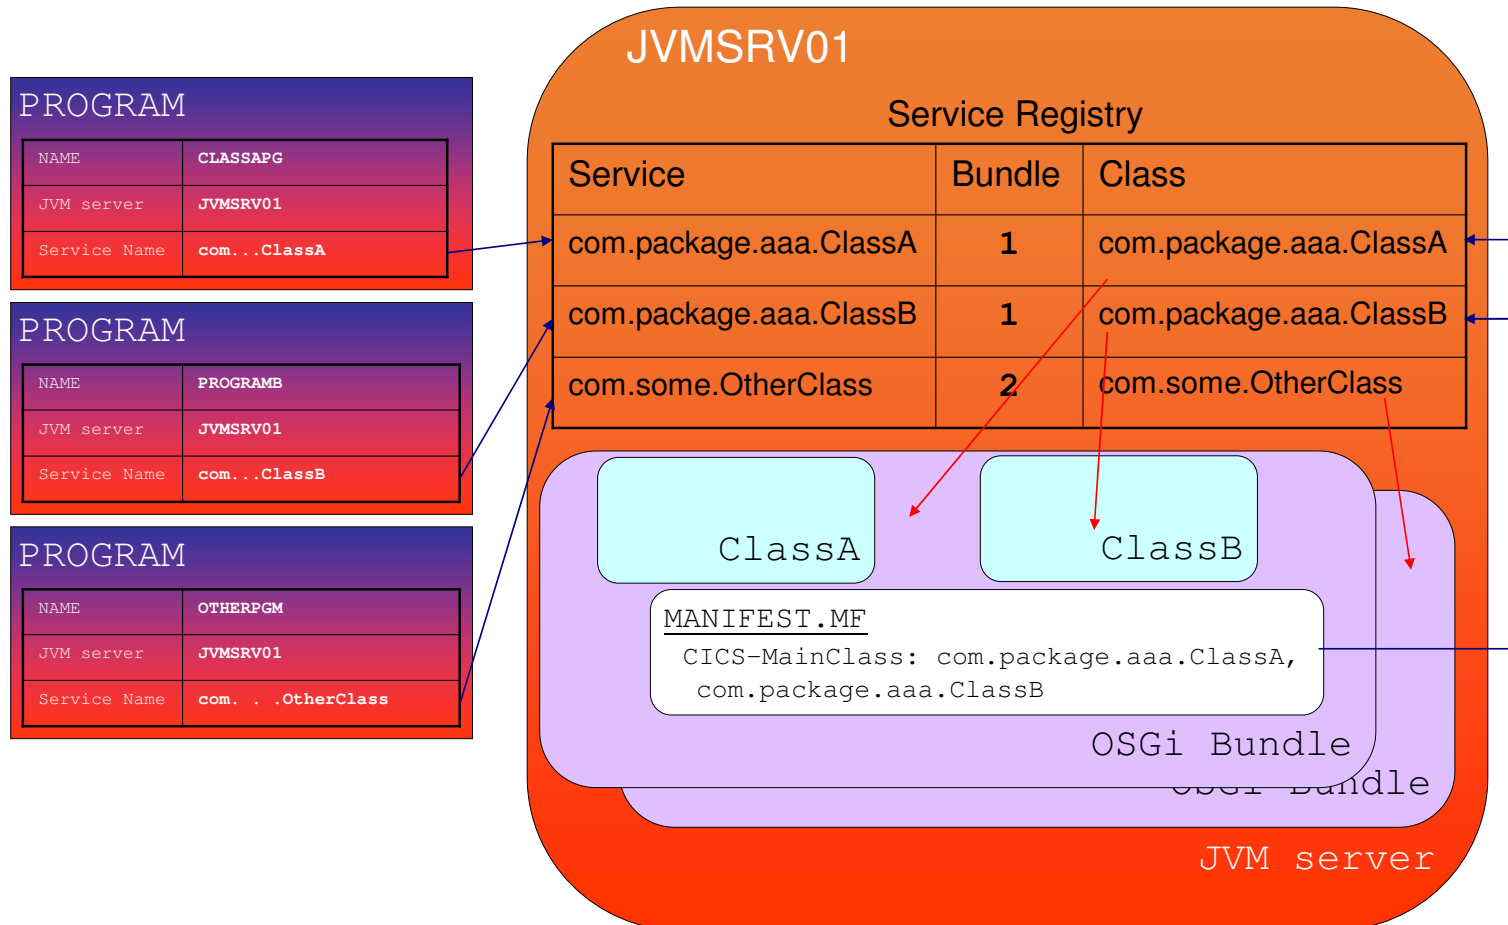 JVMSRV01
PROGRAM
NAME CLASSAPG
JVM server JVMSRV01
Service Name com...ClassA
PROGRAM
NAME PROGRAMB
JVM server JVMSRV01
Service Name com...ClassB
PROGRAM
NAME OTHERPGM
JVM server JVMSRV01
Service Name com. . .OtherClass
Service Registry
Service Bundle Class
com.package.aaa.ClassA 1 com.package.aaa.ClassA
com.package.aaa.ClassB 1 com.package.aaa.ClassB
com.some.OtherClass 2 com.some.OtherClass
ClassA
ClassB
MANIFEST.MF
CICS-MainClass: com.package.aaa.ClassA,
com.package.aaa.ClassB
OSGi Bundle
OSGi Bundle
JVM server